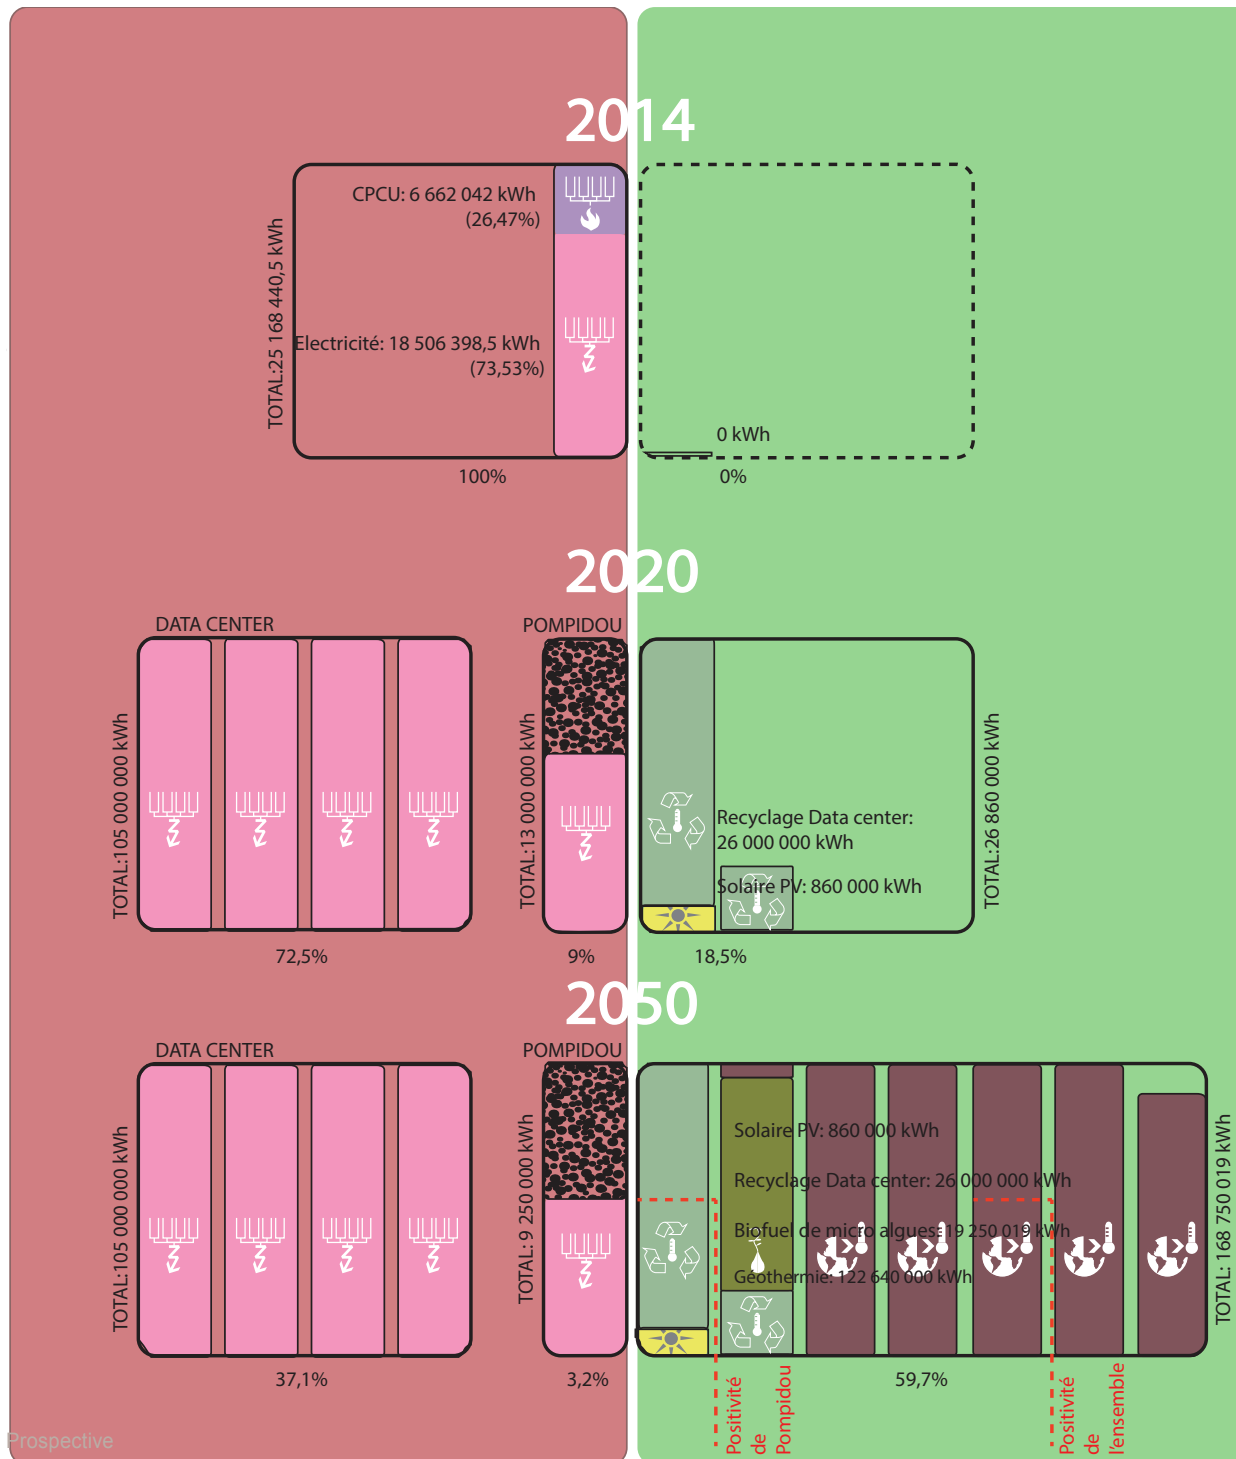 2014
CPCU: 6 662 042 kWh
(26,47%)
TOTAL:25 168 440,5 kWh
Electricité: 18 506 398,5 kWh
(73,53%)
0 kWh
100%
0%
2020
DATA CENTER
POMPIDOU
TOTAL:105 000 000 kWh
TOTAL:13 000 000 kWh
Recyclage Data center:
26 000 000 kWh
Solaire PV: 860 000 kWh
TOTAL:26 860 000 kWh
72,5%
9%
18,5%
2050
DATA CENTER
POMPIDOU
TOTAL:105 000 000 kWh
TOTAL: 9 250 000 kWh
Solaire PV: 860 000 kWh
Recyclage Data center: 26 000 000 kWh
Biofuel de micro algues: 19 250 019 kWh
Géothermie: 122 640 000 kWh
TOTAL: 168 750 019 kWh
37,1%
3,2%
59,7%
Positivité
de
Pompidou
Positivité
de
l'ensemble
Prospective